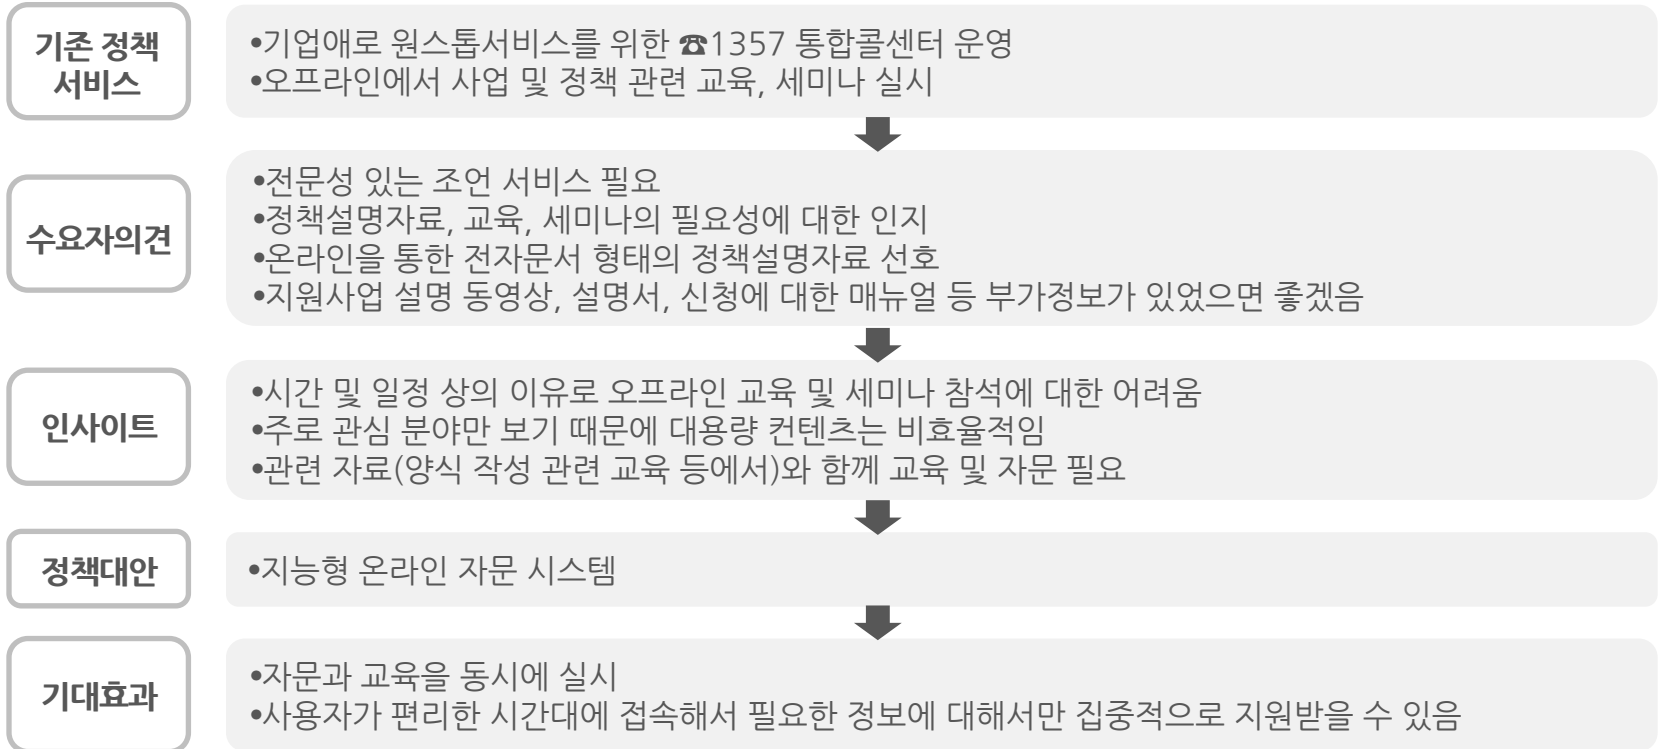 기존 정책
서비스
•기업애로 원스톱서비스를 위한 ☎1357 통합콜센터 운영
•오프라인에서 사업 및 정책 관련 교육, 세미나 실시
수요자의견
•전문성 있는 조언 서비스 필요
•정책설명자료, 교육, 세미나의 필요성에 대한 인지
•온라인을 통한 전자문서 형태의 정책설명자료 선호
•지원사업 설명 동영상, 설명서, 신청에 대한 매뉴얼 등 부가정보가 있었으면 좋겠음
인사이트
•시간 및 일정 상의 이유로 오프라인 교육 및 세미나 참석에 대한 어려움
•주로 관심 분야만 보기 때문에 대용량 컨텐츠는 비효율적임
•관련 자료(양식 작성 관련 교육 등에서)와 함께 교육 및 자문 필요
정책대안
•지능형 온라인 자문 시스템
기대효과
•자문과 교육을 동시에 실시
•사용자가 편리한 시간대에 접속해서 필요한 정보에 대해서만 집중적으로 지원받을 수 있음